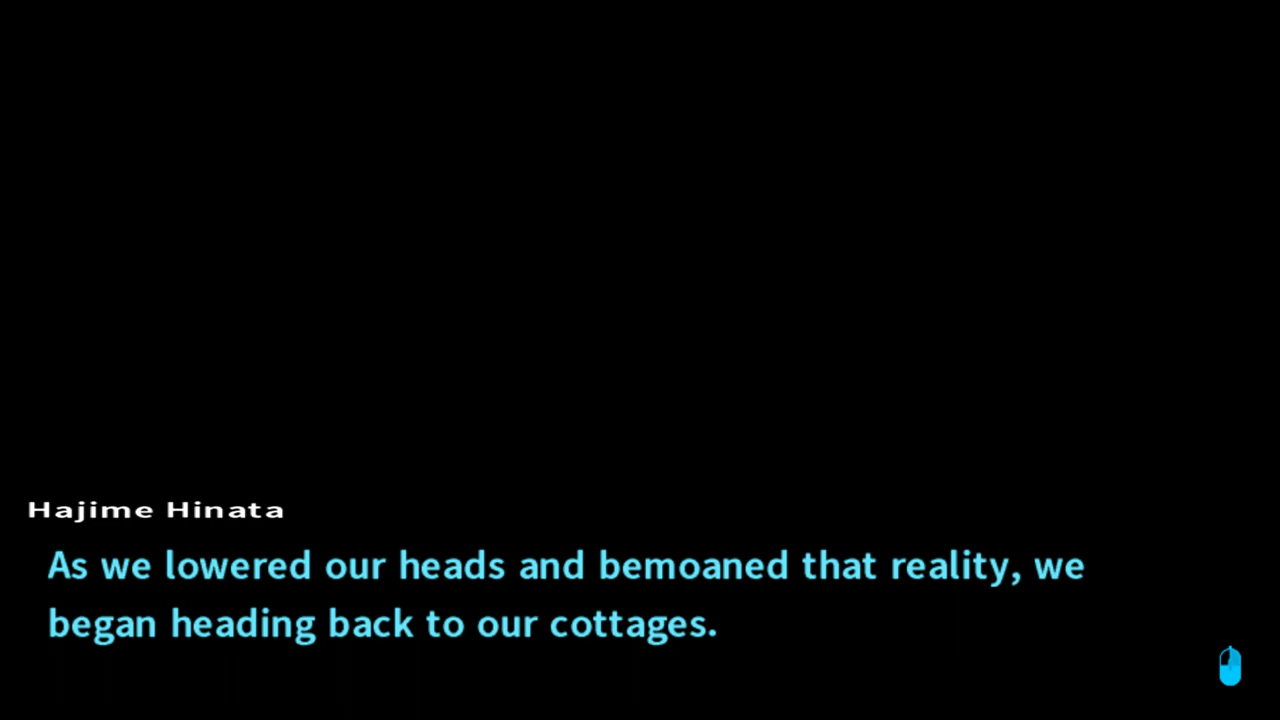 Hajime Hinata
As we lowered our heads and bemoaned that reality, we
began heading back to our cottages.